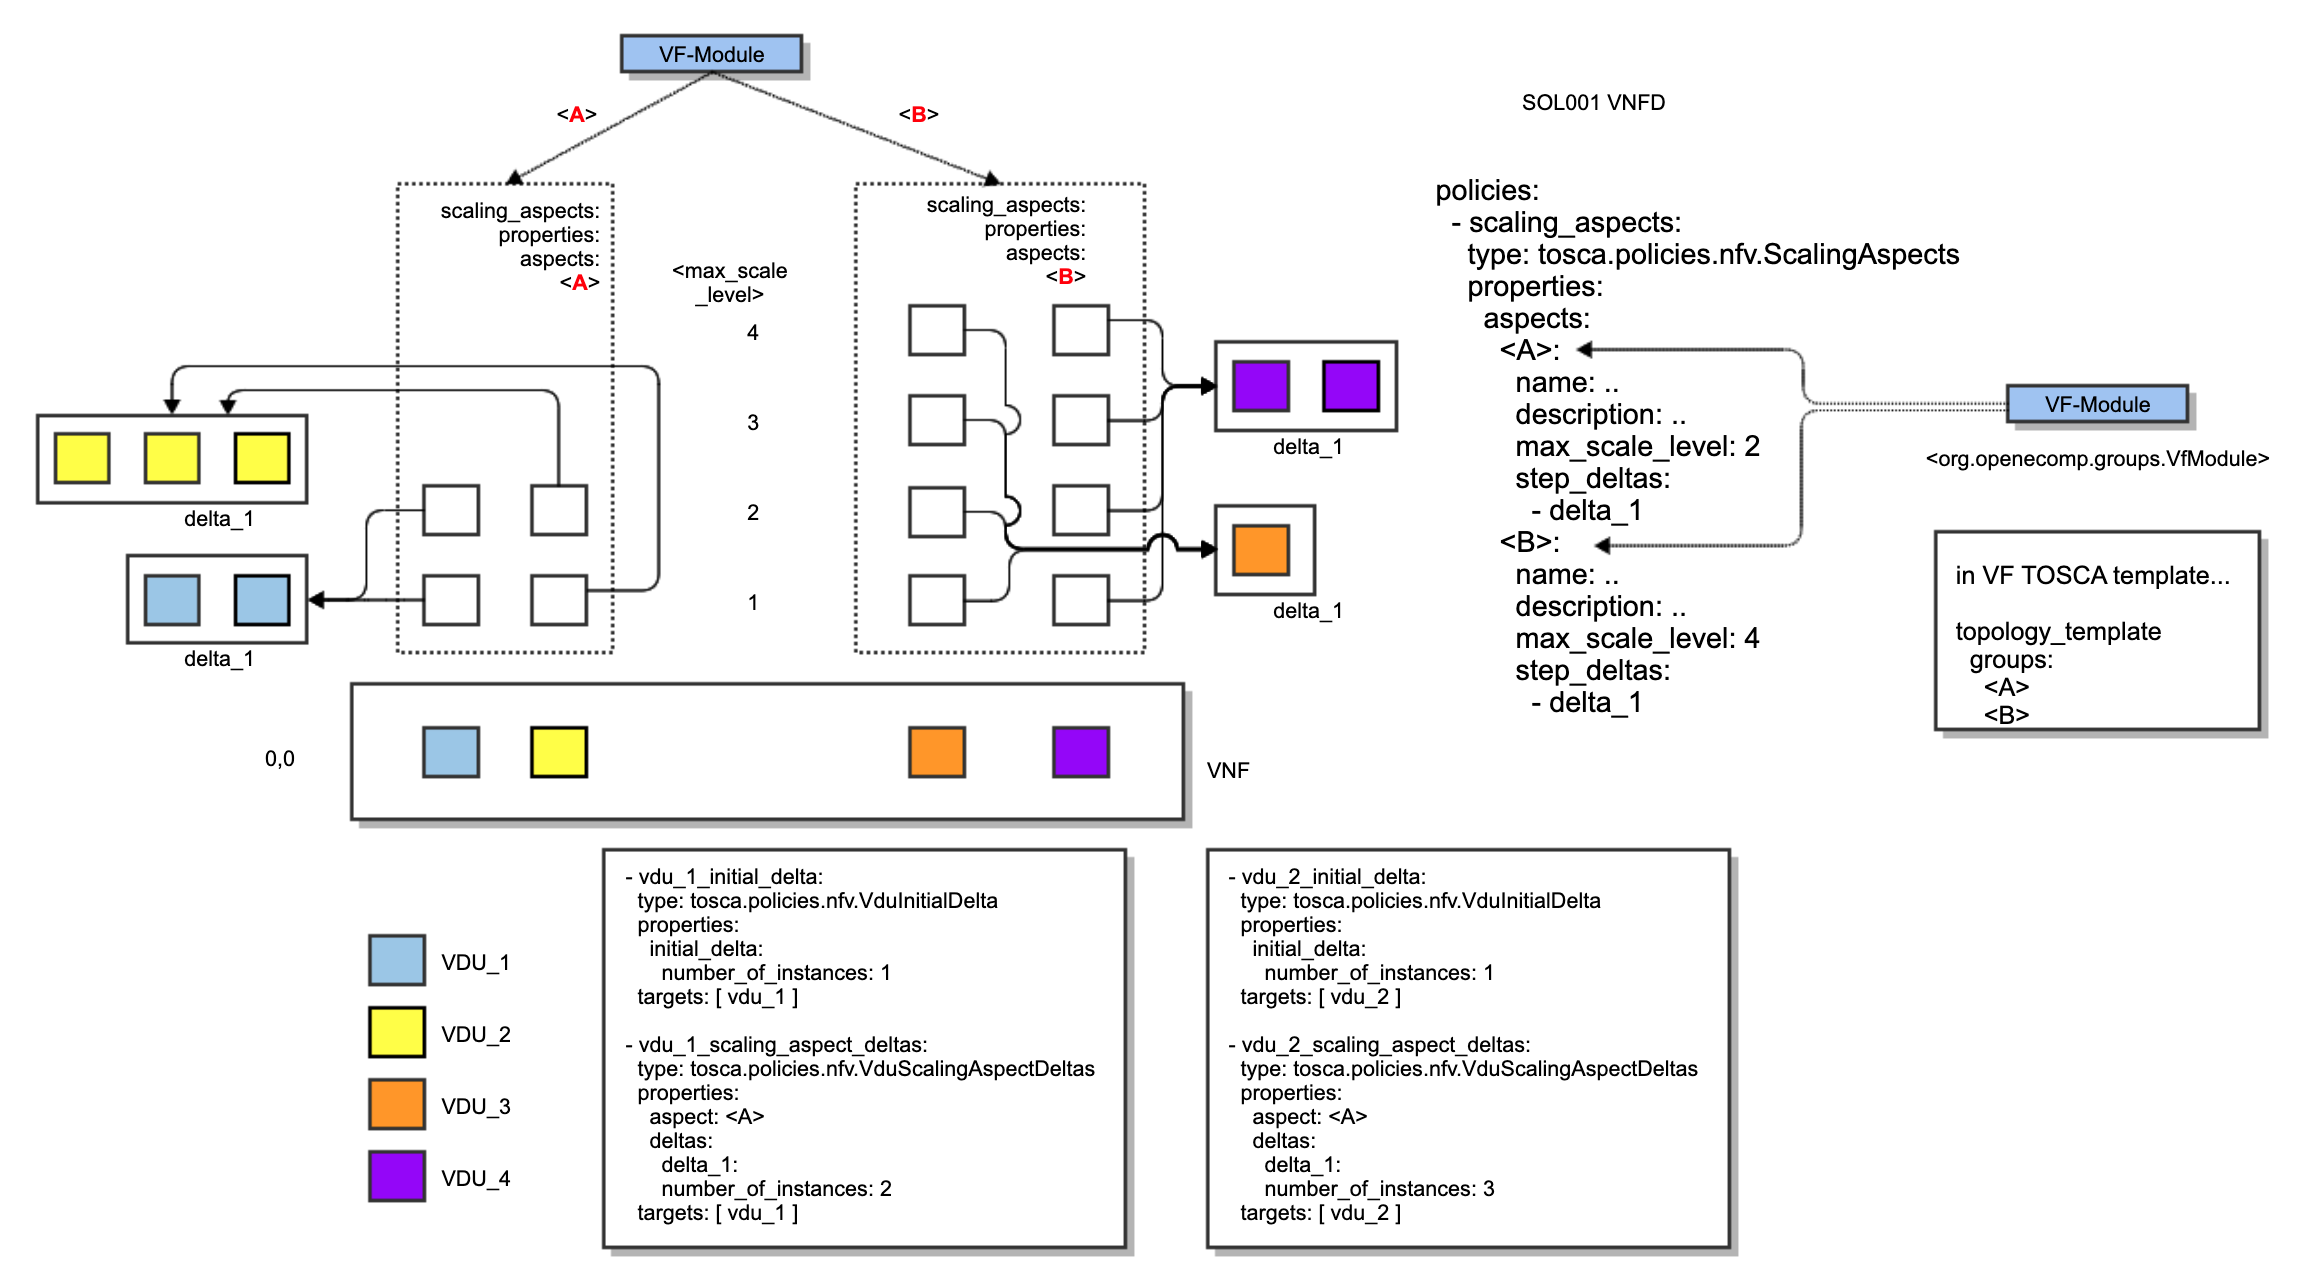 VF-Module
<A>
<B>
SOL001 VNFD
scaling_aspects:
properties:
aspects:
<A>
<max_scale
_level>
4
3
2
1
scaling_aspects:
properties:
aspects:
<B>
delta_1
delta_1
delta_1
delta_1
0,0
VNF
policies:
- scaling_aspects:
type: tosca.policies.nfv.ScalingAspects
properties:
aspects:
<A>:
name: ..
description: ..
max_scale_level: 2
step_deltas:
- delta_1
<B>:
name: ..
description: ..
max_scale_level: 4
step_deltas:
- delta_1
VF-Module
<org.openecomp.groups.VfModule>
in VF TOSCA template...
topology_template
groups:
<A>
<B>
VDU_1
VDU_2
VDU_3
VDU_4
- vdu_1_initial_delta:
type: tosca.policies.nfv.VduInitialDelta
properties:
initial_delta:
number_of_instances: 1
targets: [ vdu_1 ]
- vdu_1_scaling_aspect_deltas:
type: tosca.policies.nfv.VduScalingAspectDeltas
properties:
aspect: <A>
deltas:
delta_1:
number_of_instances: 2
targets: [ vdu_1 ]
- vdu_2_initial_delta:
type: tosca.policies.nfv.VduInitialDelta
properties:
initial_delta:
number_of_instances: 1
targets: [ vdu_2 ]
- vdu_2_scaling_aspect_deltas:
type: tosca.policies.nfv.VduScalingAspectDeltas
properties:
aspect: <A>
deltas:
delta_1:
number_of_instances: 3
targets: [ vdu_2 ]